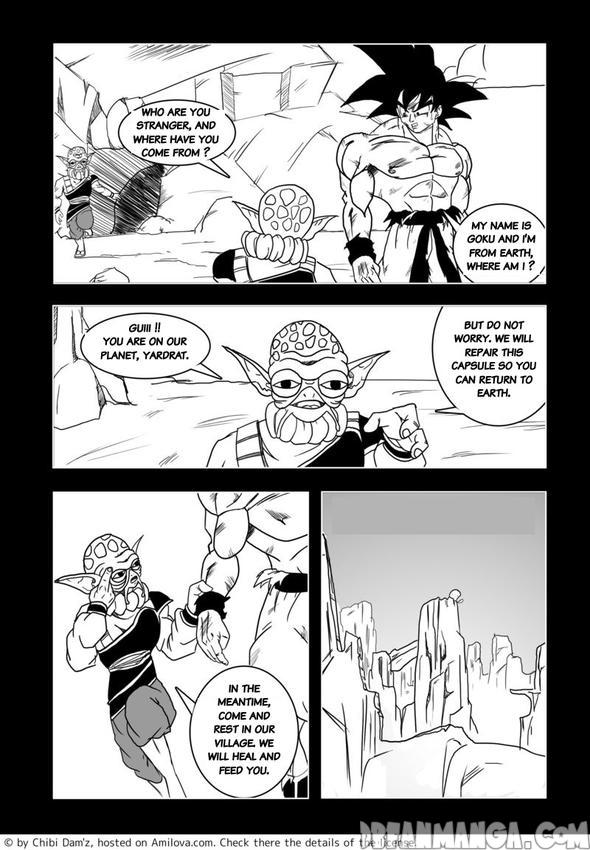 WHO ARE YOU
STRANGER, AND
WHERE HAVE YOU
COME FROM ?
MY NAME IS
GOKU AND I'M
FROM EARTH,
WHERE AM I ?
GUIII !!
YOU ARE ON OUR
PLANET, YARDRAT.
BUT DO NOT
WORRY. WE WILL
REPAIR THIS
CAPSULE SO YOU
CAN RETURN TO
EARTH.
IN THE
MEANTIME,
COME AND
REST IN OUR
VILLAGE. WE
WILL HEAL AND
FEED YOU.
© by Chibi Dam'z, hosted on Amilova.com. Check there the details of the license.
DBZFANMANGA.COM